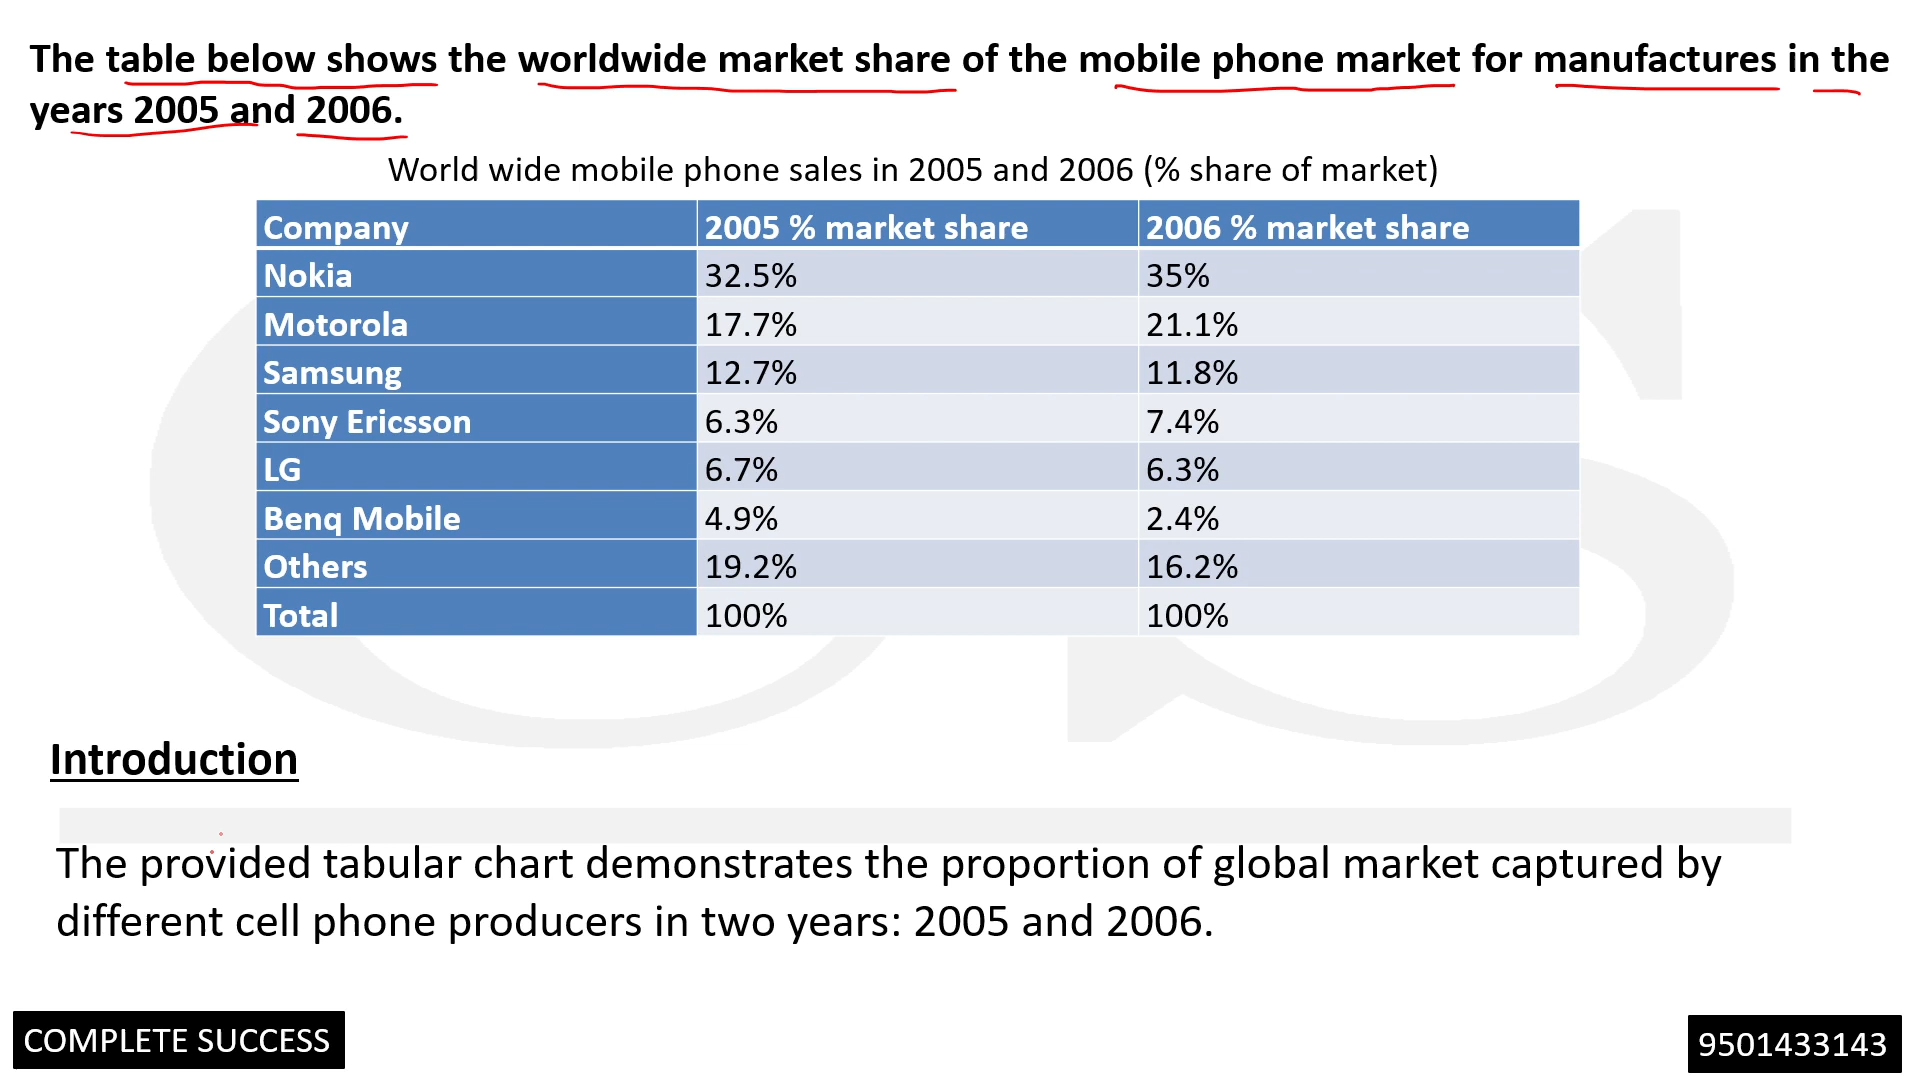 The table below shows the worldwide market share of the mobile phone market for manufactures in the
years 2005 and 2006.
World wide mobile phone sales in 2005 and 2006 (% share of market)
Company 2005 % market share 2006 % market share
Nokia 32.5% 35%
Motorola 17.7% 21.1%
Samsung 12.7% 11.8%
Sony Ericsson 6.3% 7.4%
LG 6.7% 6.3%
Benq Mobile 4.9% 2.4%
Others 19.2% 16.2%
Total 100% 100%
Introduction
The provided tabular chart demonstrates the proportion of global market captured by
different cell phone producers in two years: 2005 and 2006.
COMPLETE SUCCESS
9501433143